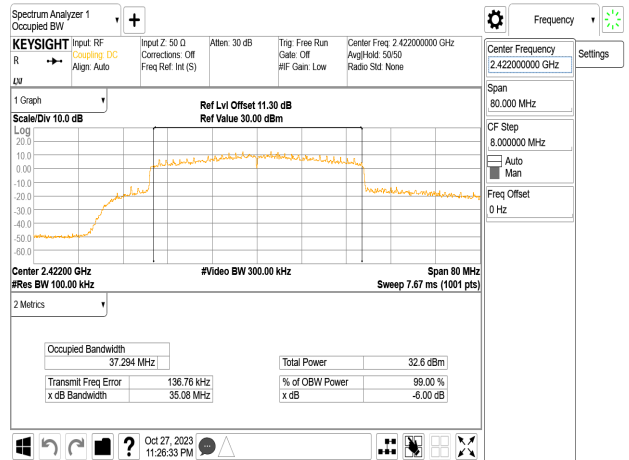 Spectrum Analyzer 1
Occupied BW
Frequency
KEYSIGHT
R
LXI
Input: RF
Coupling: DC
Align: Auto
Input Z: 50 Ω
Corrections: Off
Freq Ref: Int (S)
Atten: 30 dB
Trig: Free Run
Gate: Off
#IF Gain: Low
Center Freq: 2.422000000 GHz
Avg|Hold: 50/50
Radio Std: None
Center Frequency
2.422000000 GHz
Settings
Span
80.000 MHz
CF Step
8.000000 MHz
Auto
Man
Freq Offset
0 Hz
1 Graph
Scale/Div 10.0 dB
Ref Lvl Offset 11.30 dB
Ref Value 30.00 dBm
Log
20.0
10.0
0.00
-10.0
-20.0
-30.0
-40.0
-50.0
-60.0
Center 2.42200 GHz
#Video BW 300.00 kHz
Span 80 MHz
#Res BW 100.00 kHz
Sweep 7.67 ms (1001 pts)
2 Metrics
Occupied Bandwidth
37.294 MHz
Total Power 32.6 dBm
Transmit Freq Error 136.76 kHz
% of OBW Power 99.00 %
x dB Bandwidth 35.08 MHz
x dB -6.00 dB
?
Oct 27, 2023
11:26:33 PM